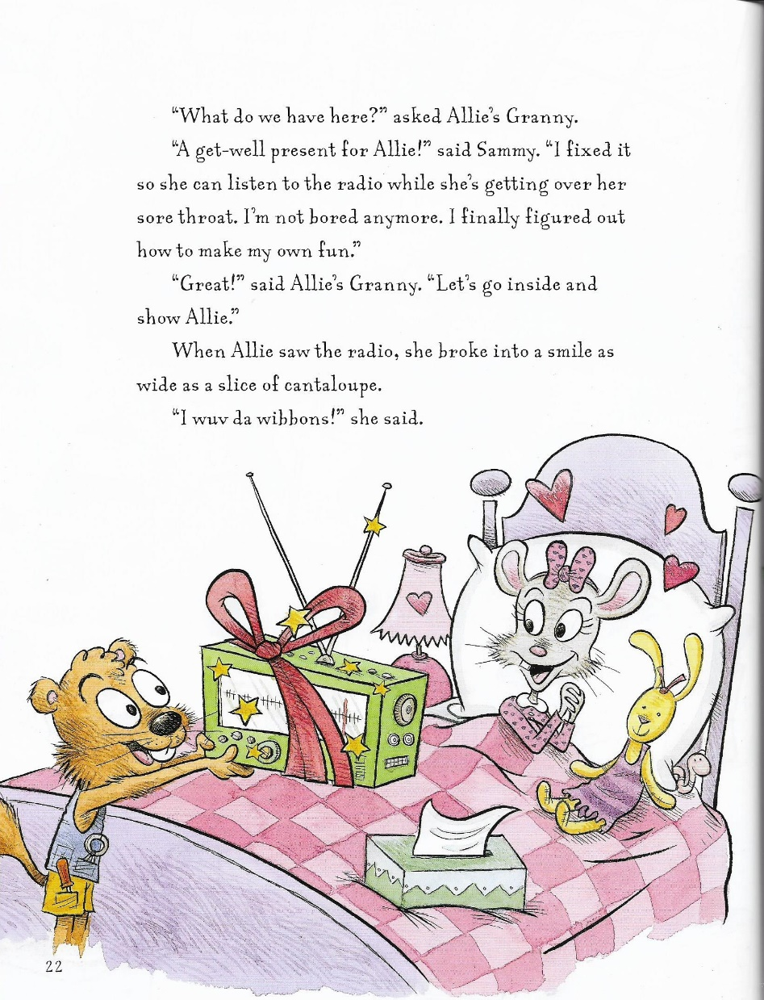 “What do we have here?” asked Allie’s Granny.
“A get-well present for Allie!” said Sammy. “I fixed it
so she can listen to the radio while she’s getting over her
sore throat. I’m not bored anymore. I finally figured out
how to make my own fun.”
“Great!” said Allie’s Granny. “Let’s go inside and
show Allie.”
When Allie saw the radio, she broke into a smile as
wide as a slice of cantaloupe.
“I wuv da wibbons!” she said.
22